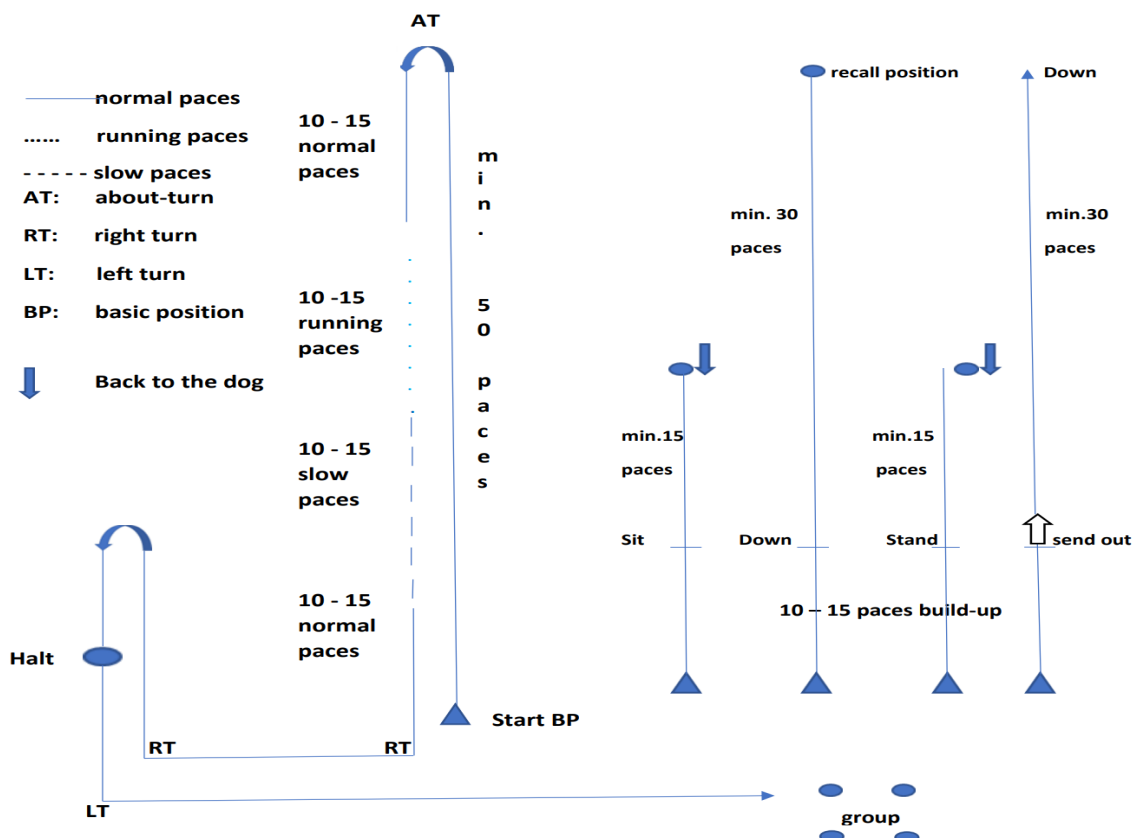 AT
normal paces
...... running paces
- - - - - slow paces
AT: about-turn
RT: right turn
LT: left turn
BP: basic position
Back to the dog
10 - 15
normal
paces
10 -15
running
paces
10 - 15
slow
paces
10 - 15
normal
paces
min. 50 paces
Start BP
Halt
RT
RT
LT
recall position
Down
min. 30
paces
min.30
paces
min.15
paces
min.15
paces
Sit
Down
Stand
send out
10 – 15 paces build-up
group